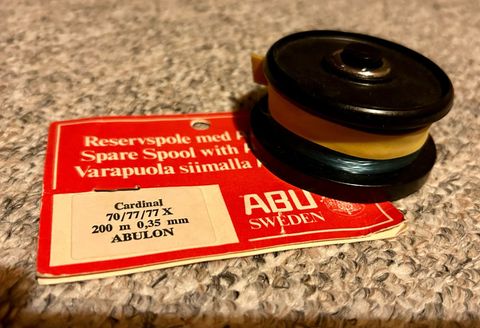 Reservspole med
Spare Spool with
Varapuola siimalla
Cardinal
70/77/77 X
200 m 0,35 mm
ABULON
ABU
SWEDEN